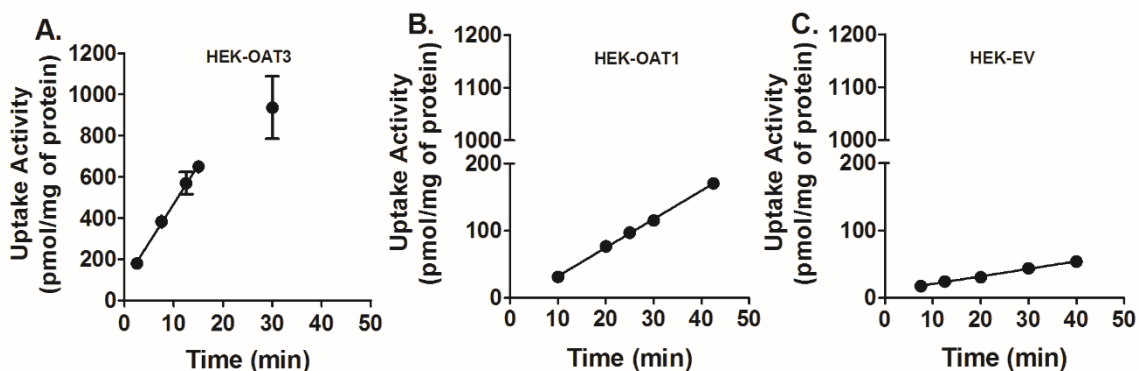 A.
HEK-OAT3
Uptake Activity
(pmol/mg of protein)
1200
1000
800
600
400
200
0
0 10 20 30 40 50
Time (min)
B.
HEK-OAT1
Uptake Activity
(pmol/mg of protein)
1200
1100
1000
200
100
0
0 10 20 30 40 50
Time (min)
C.
HEK-EV
Uptake Activity
(pmol/mg of protein)
1200
1100
1000
200
100
0
0 10 20 30 40 50
Time (min)